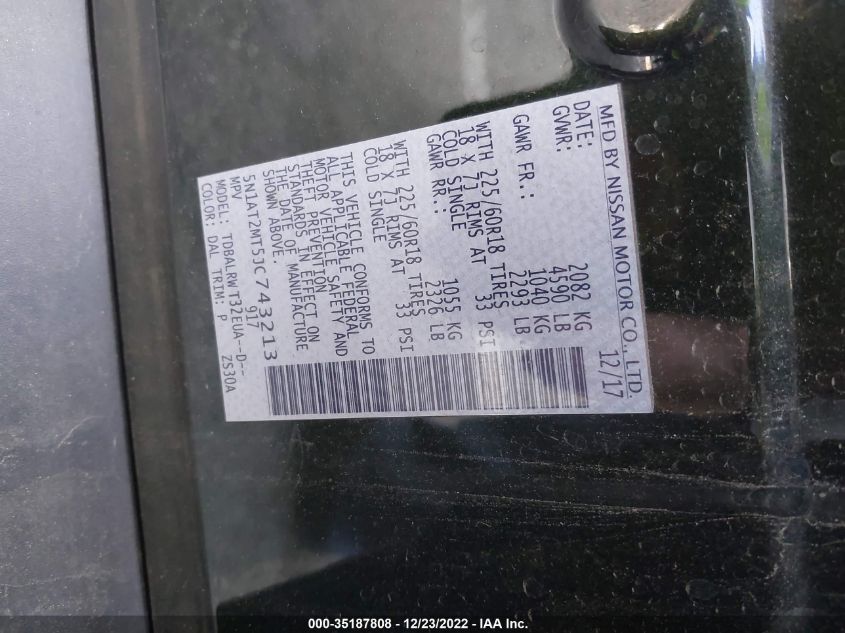 MFD BY NISSAN MOTOR CO., LTD.
DATE: 12/17
GVWR: 2082 KG
4590 LB
GAWR FR.: 1040 KG
2293 LB
WITH 225/60R18 TIRES
18 X 7J RIMS AT 33 PSI
COLD SINGLE
GAWR RR.: 1055 KG
2326 LB
WITH 225/60R18 TIRES
18 X 7J RIMS AT 33 PSI
COLD SINGLE
THIS VEHICLE CONFORMS TO
ALL APPLICABLE FEDERAL
MOTOR VEHICLE SAFETY AND
THEFT PREVENTION
STANDARDS IN EFFECT ON
THE DATE OF MANUFACTURE
SHOWN ABOVE.
5N1AT2MT5JC743213
MPV 917
MODEL: TDBALRW T32EUA--D--
COLOR: DAL TRIM: P ZS30A
000-35187808 - 12/23/2022 - IAA Inc.